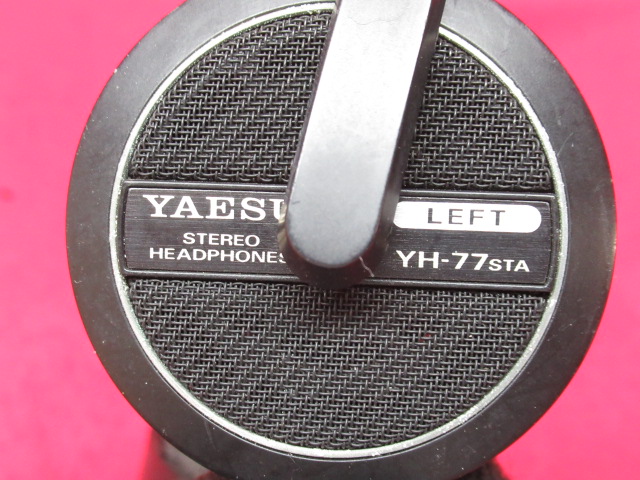 YAESU
LEFT
STEREO
HEADPHONES
YH-77STA